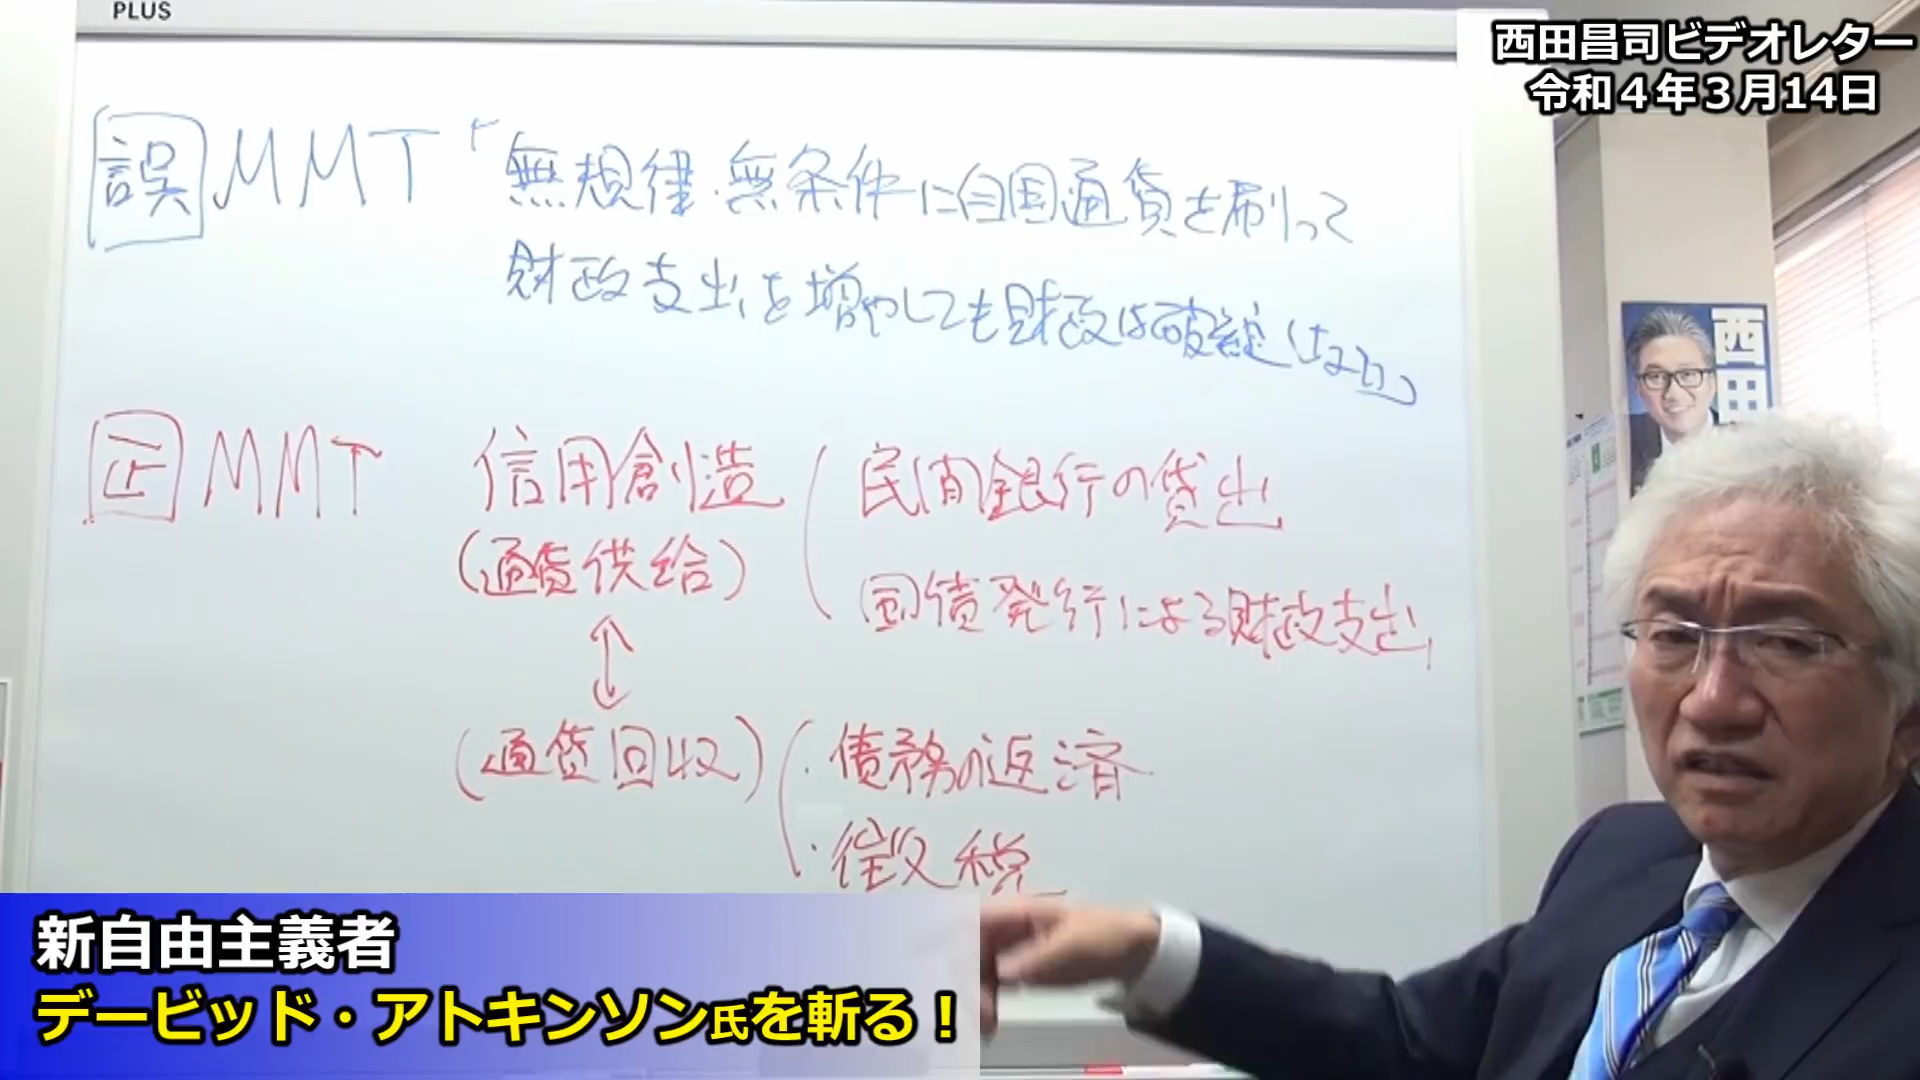 PLUS
西田昌司ビデオレター
令和４年３月14日
誤 MMT「無規律・無条件に自国通貨を刷って
財政支出を増やしても財政は破綻しない」
西田
正 MMT 信用創造 民間銀行の貸出
(通貨供給) 国債発行による財政支出
(通貨回収) ・債務の返済
・徴税
新自由主義者
デービッド・アトキンソン氏を斬る！